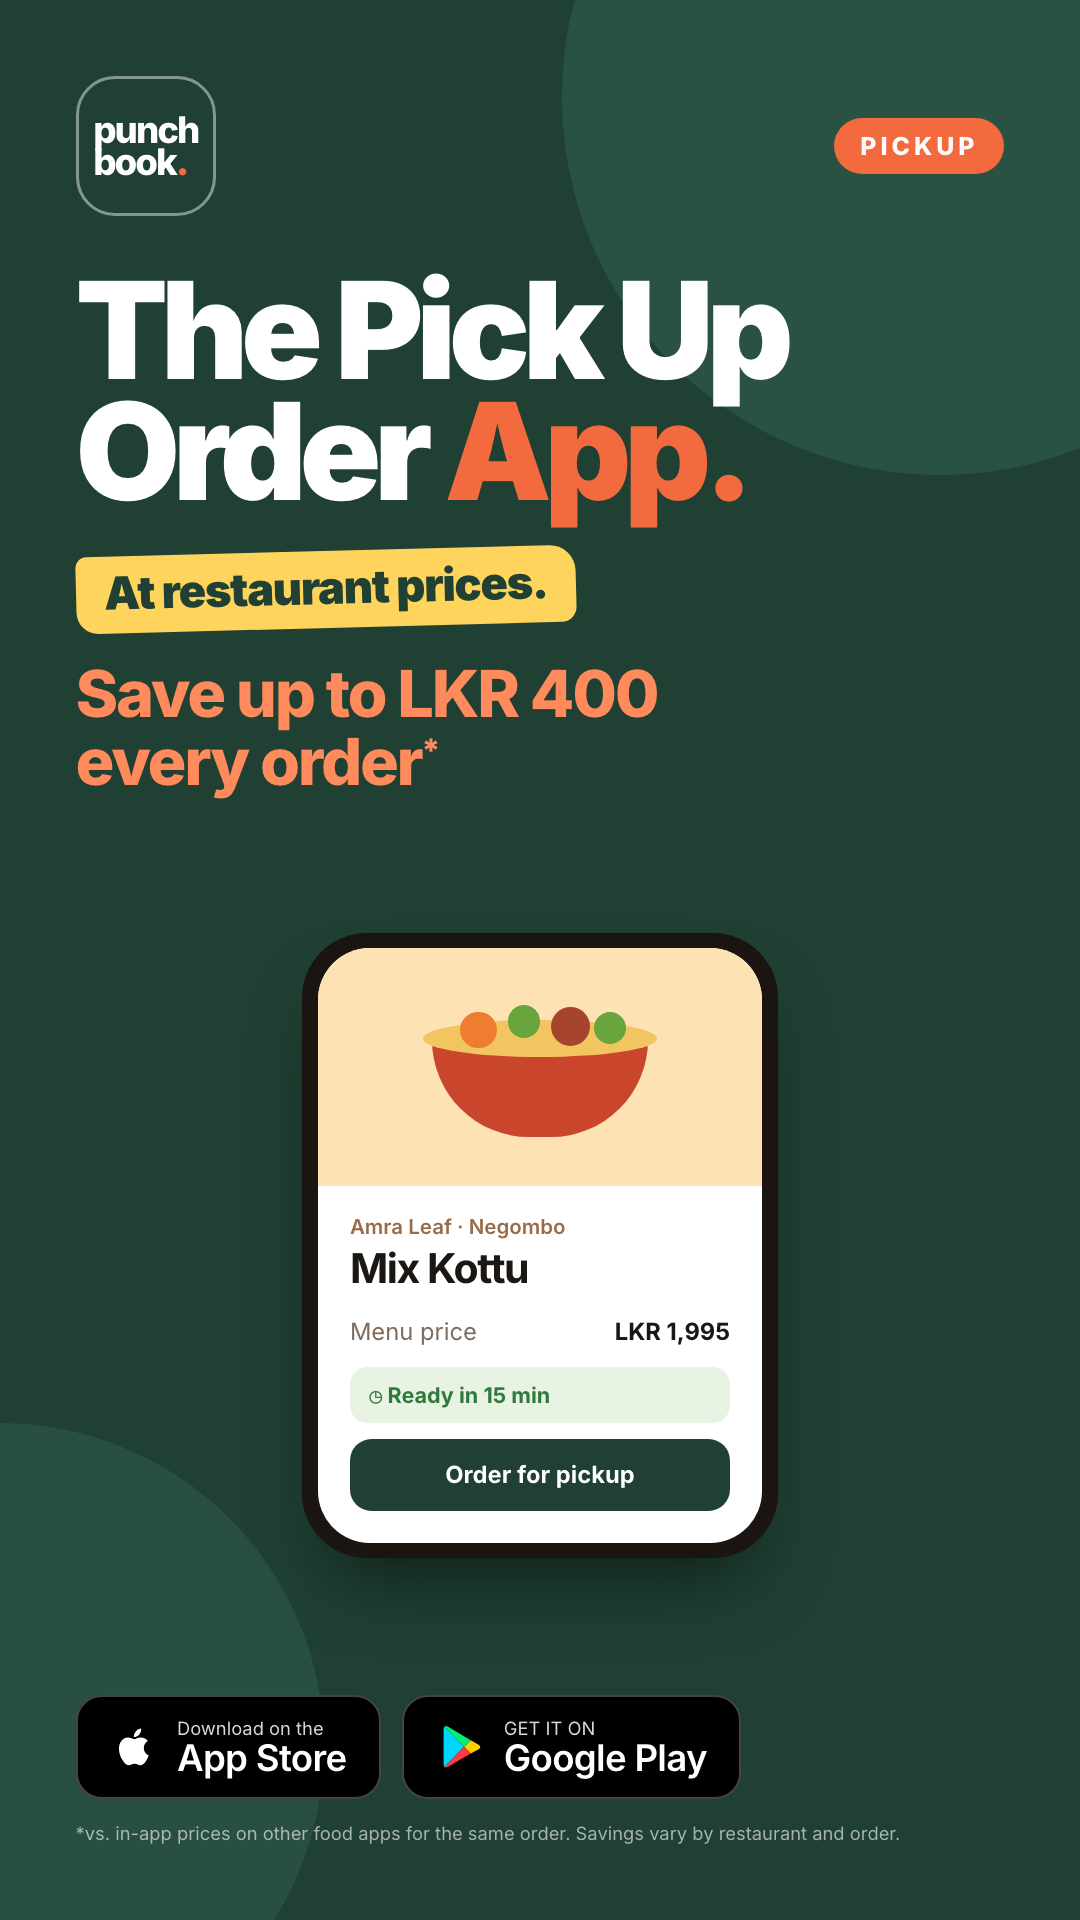 punch
book.
PICKUP
The Pick Up
Order App.
At restaurant prices.
Save up to LKR 400
every order*
Amra Leaf · Negombo
Mix Kottu
Menu price LKR 1,995
Ready in 15 min
Order for pickup
Download on the
App Store
GET IT ON
Google Play
*vs. in-app prices on other food apps for the same order. Savings vary by restaurant and order.